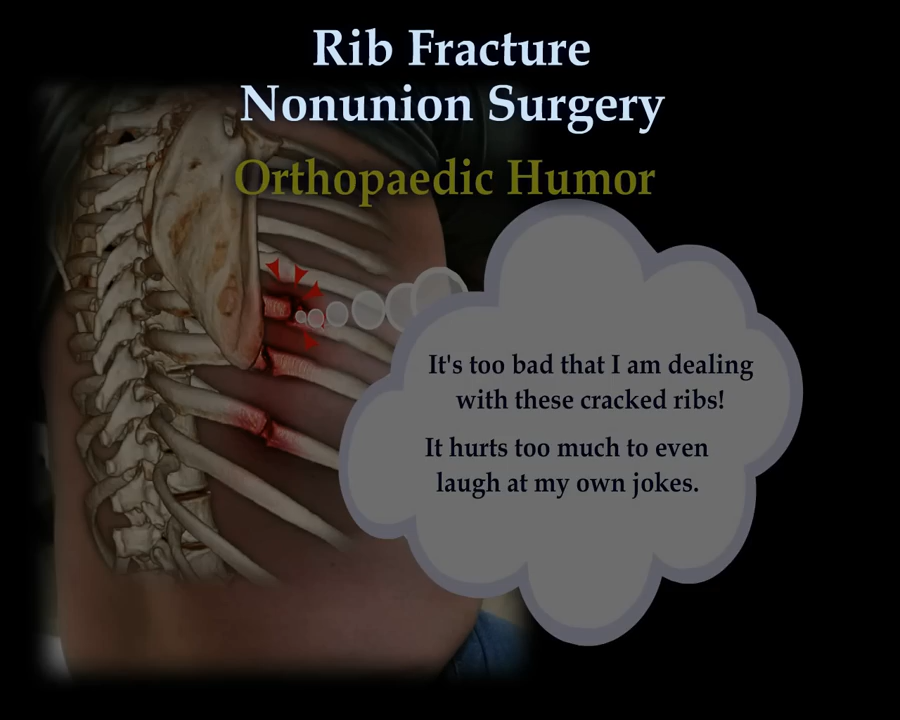 Rib Fracture
Nonunion Surgery
Orthopaedic Humor
It's too bad that I am dealing
with these cracked ribs!
It hurts too much to even
laugh at my own jokes.